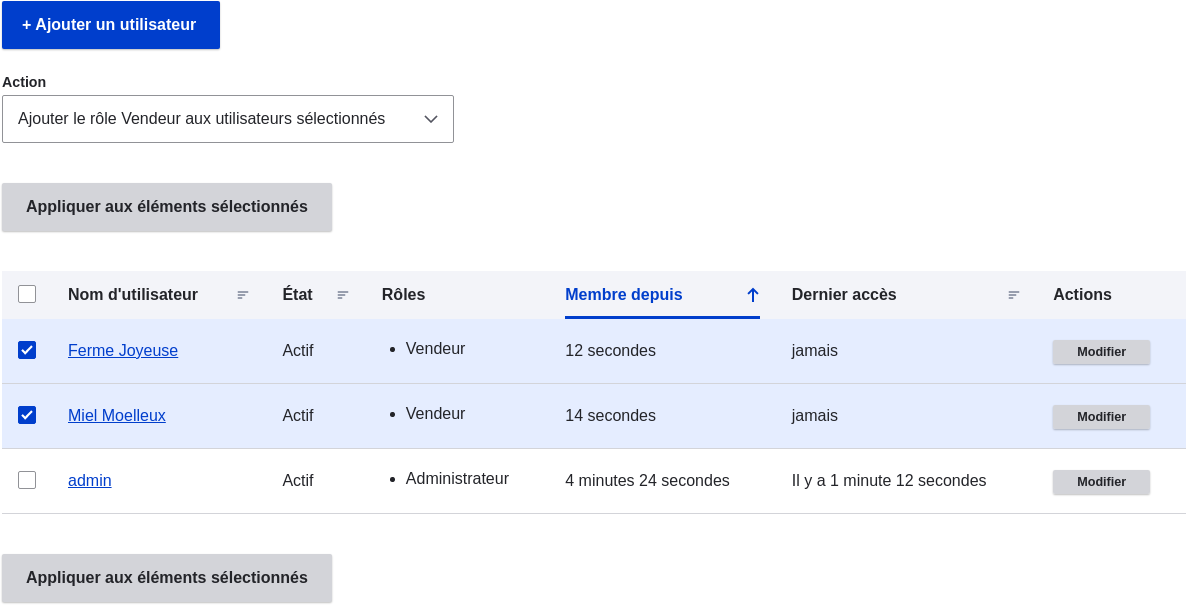 + Ajouter un utilisateur
Action
Ajouter le rôle Vendeur aux utilisateurs sélectionnés
Appliquer aux éléments sélectionnés
Nom d'utilisateur État Rôles Membre depuis Dernier accès Actions
Ferme Joyeuse Actif • Vendeur 12 secondes jamais Modifier
Miel Moelleux Actif • Vendeur 14 secondes jamais Modifier
admin Actif • Administrateur 4 minutes 24 secondes Il y a 1 minute 12 secondes Modifier
Appliquer aux éléments sélectionnés